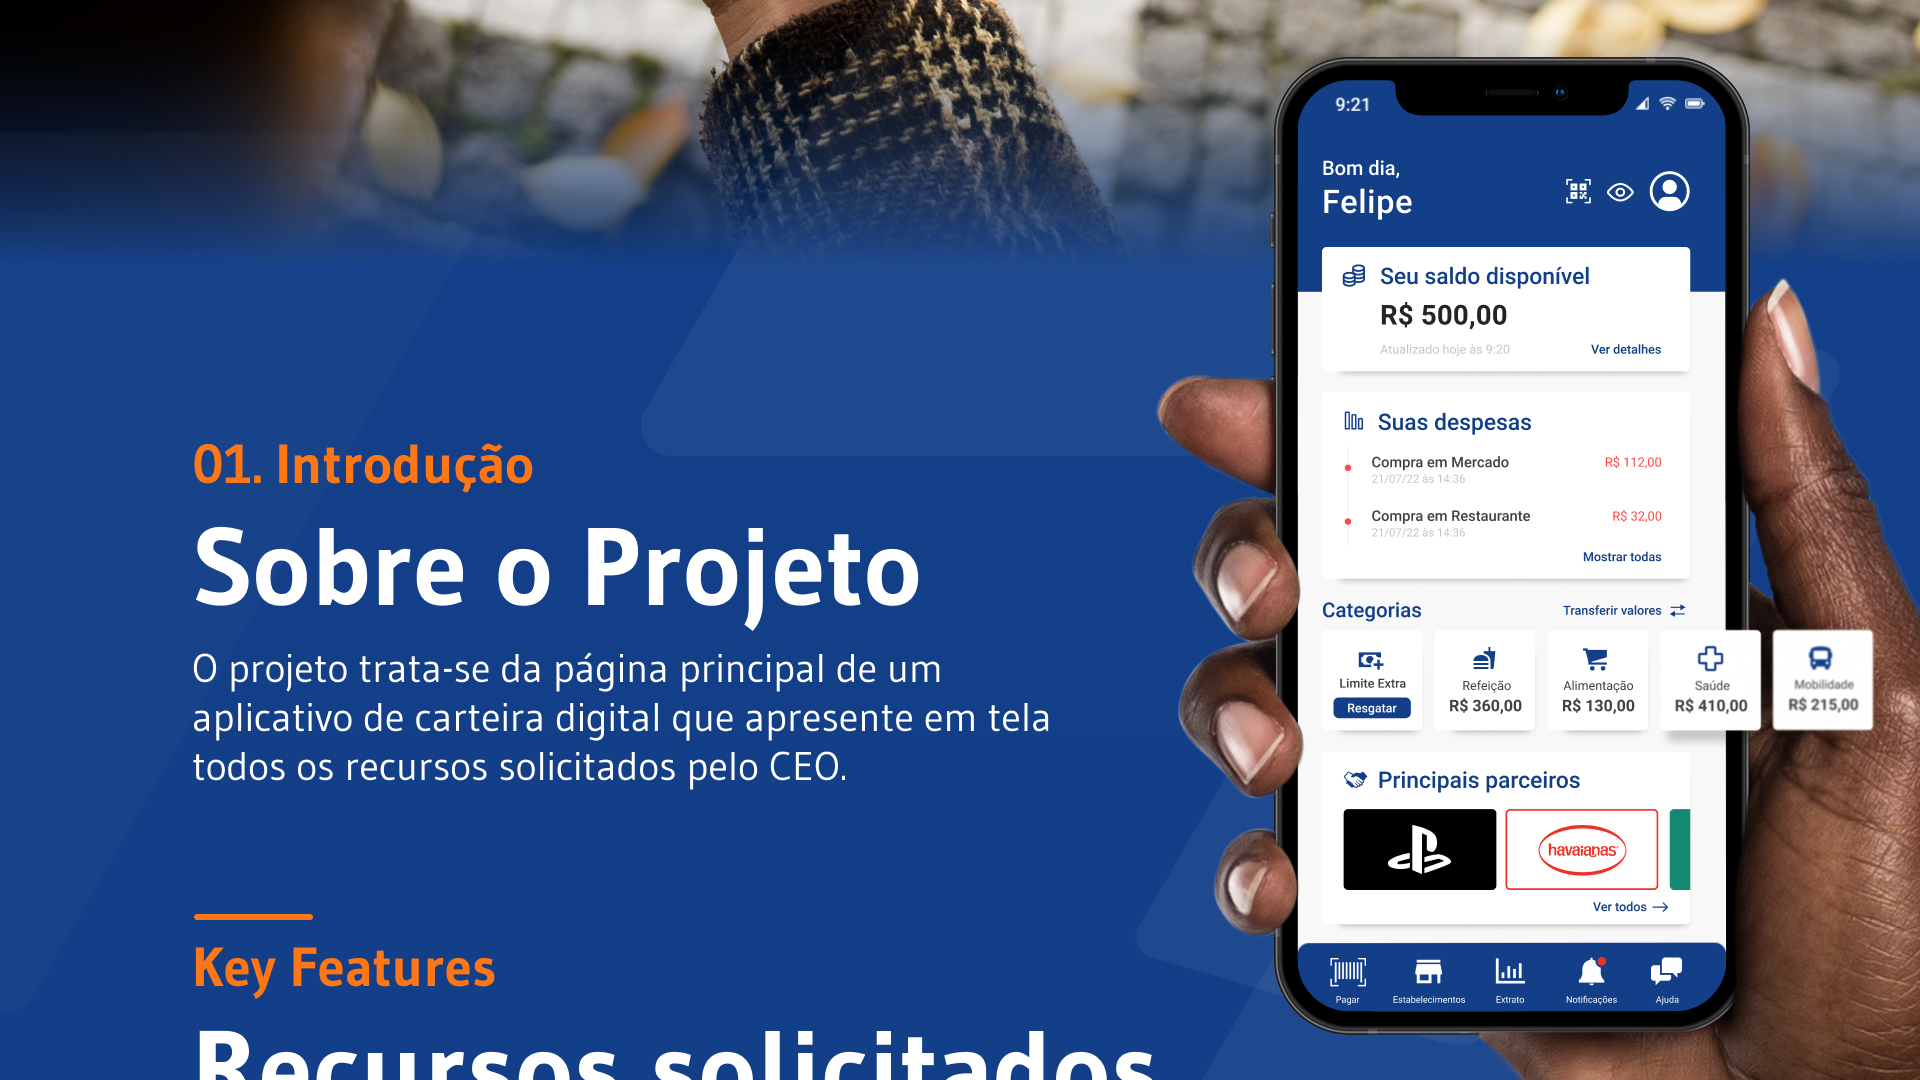 01. Introdução
Sobre o Projeto
O projeto trata-se da página principal de um
aplicativo de carteira digital que apresente em tela
todos os recursos solicitados pelo CEO.
Key Features
Recursos solicitados
9:21
Bom dia,
Felipe
Seu saldo disponível
R$ 500,00
Atualizado hoje às 9:20
Ver detalhes
Suas despesas
Compra em Mercado
R$ 112,00
21/07/22 às 14:36
Compra em Restaurante
R$ 32,00
21/07/22 às 14:36
Mostrar todas
Categorias
Transferir valores
Limite Extra
Resgatar
Refeição
R$ 360,00
Alimentação
R$ 130,00
Saúde
R$ 410,00
Mobilidade
R$ 215,00
Principais parceiros
havaianas
Ver todos
Pagar
Estabelecimentos
Extrato
Notificações
Ajuda